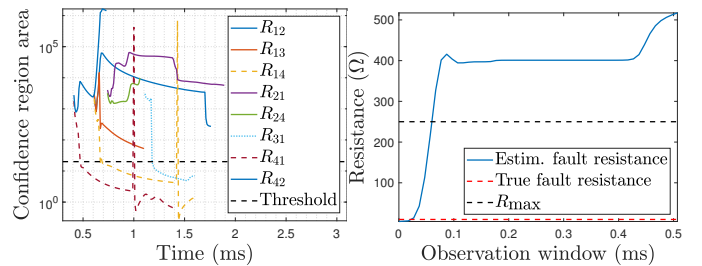 Confidence region area
10^5
10^0
0.5
1
1.5
2
2.5
3
Time (ms)
R_12
R_13
R_14
R_21
R_24
R_31
R_41
R_42
Threshold
Resistance (Ω)
500
400
300
200
100
0
0.1
0.2
0.3
0.4
0.5
Observation window (ms)
Estim. fault resistance
True fault resistance
R_max